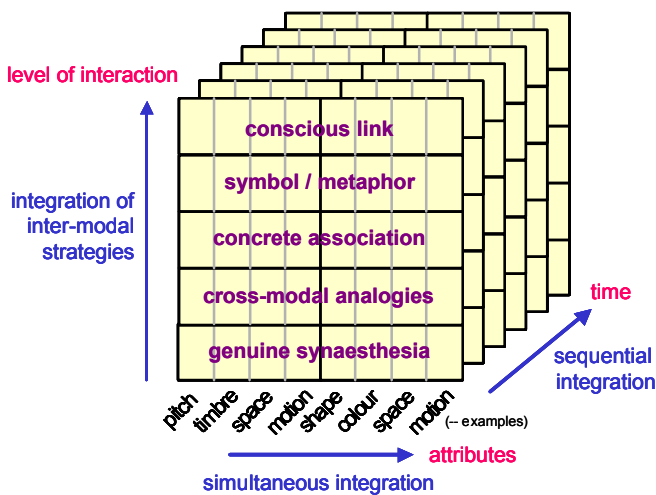 level of interaction
conscious link
symbol / metaphor
integration of
inter-modal
strategies
concrete association
cross-modal analogies
time
genuine synaesthesia
sequential
integration
pitch
timbre
space
motion
shape
colour
space
motion
(-- examples)
attributes
simultaneous integration